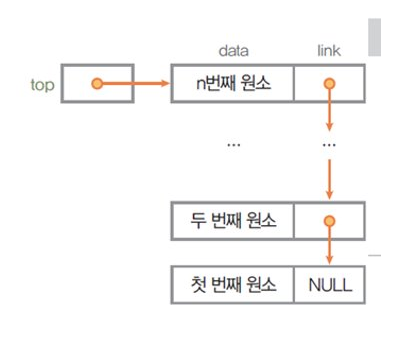 data link
top n번째 원소
... ...
두 번째 원소
첫 번째 원소 NULL